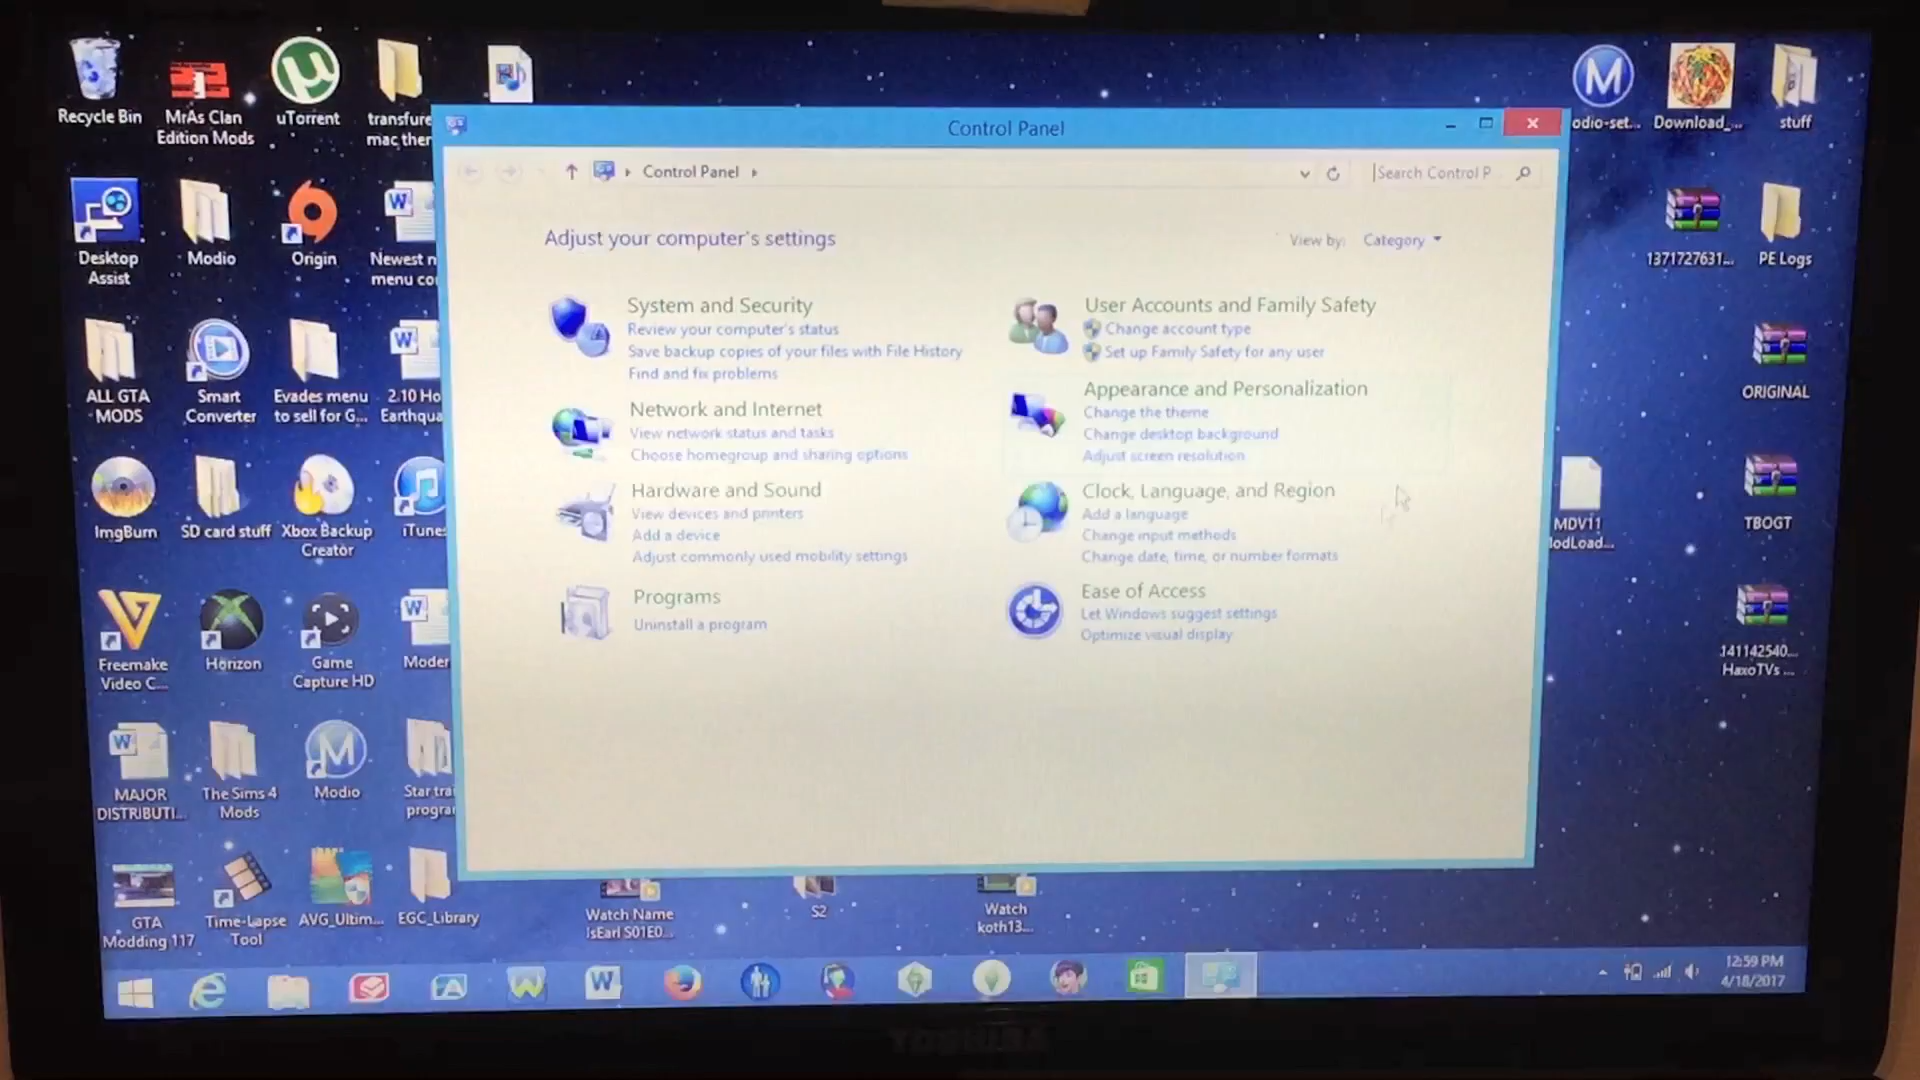 Recycle Bin
MrAs Clan
Edition Mods
uTorrent
transfure
mac ther
odio-set...
Download_...
stuff
Control Panel
Control Panel
Search Control P
Adjust your computer's settings
View by:
Category
System and Security
Review your computer's status
Save backup copies of your files with File History
Find and fix problems
Network and Internet
View network status and tasks
Choose homegroup and sharing options
Hardware and Sound
View devices and printers
Add a device
Adjust commonly used mobility settings
Programs
Uninstall a program
User Accounts and Family Safety
Change account type
Set up Family Safety for any user
Appearance and Personalization
Change the theme
Change desktop background
Adjust screen resolution
Clock, Language, and Region
Add a language
Change input methods
Change date, time, or number formats
Ease of Access
Let Windows suggest settings
Optimize visual display
Desktop
Assist
Modio
Origin
Newest m
menu co
1371727631...
PE Logs
ALL GTA
MODS
Smart
Converter
Evades menu
to sell for G...
2.10 Ho
Earthqua
ORIGINAL
ImgBurn
SD card stuff
Xbox Backup
Creator
iTunes
MDV11
lodLoad...
TBOGT
Freemake
Video C...
Horizon
Game
Capture HD
Moder
141142540...
HaxoTVs ...
MAJOR
DISTRIBUTI...
The Sims 4
Mods
Modio
Star tra
progra
GTA
Modding 117
Time-Lapse
Tool
AVG_Ultim...
EGC_Library
Watch Name
IsEarl S01E0...
S2
Watch
koth13...
12:59 PM
4/18/2017
TOSHIBA